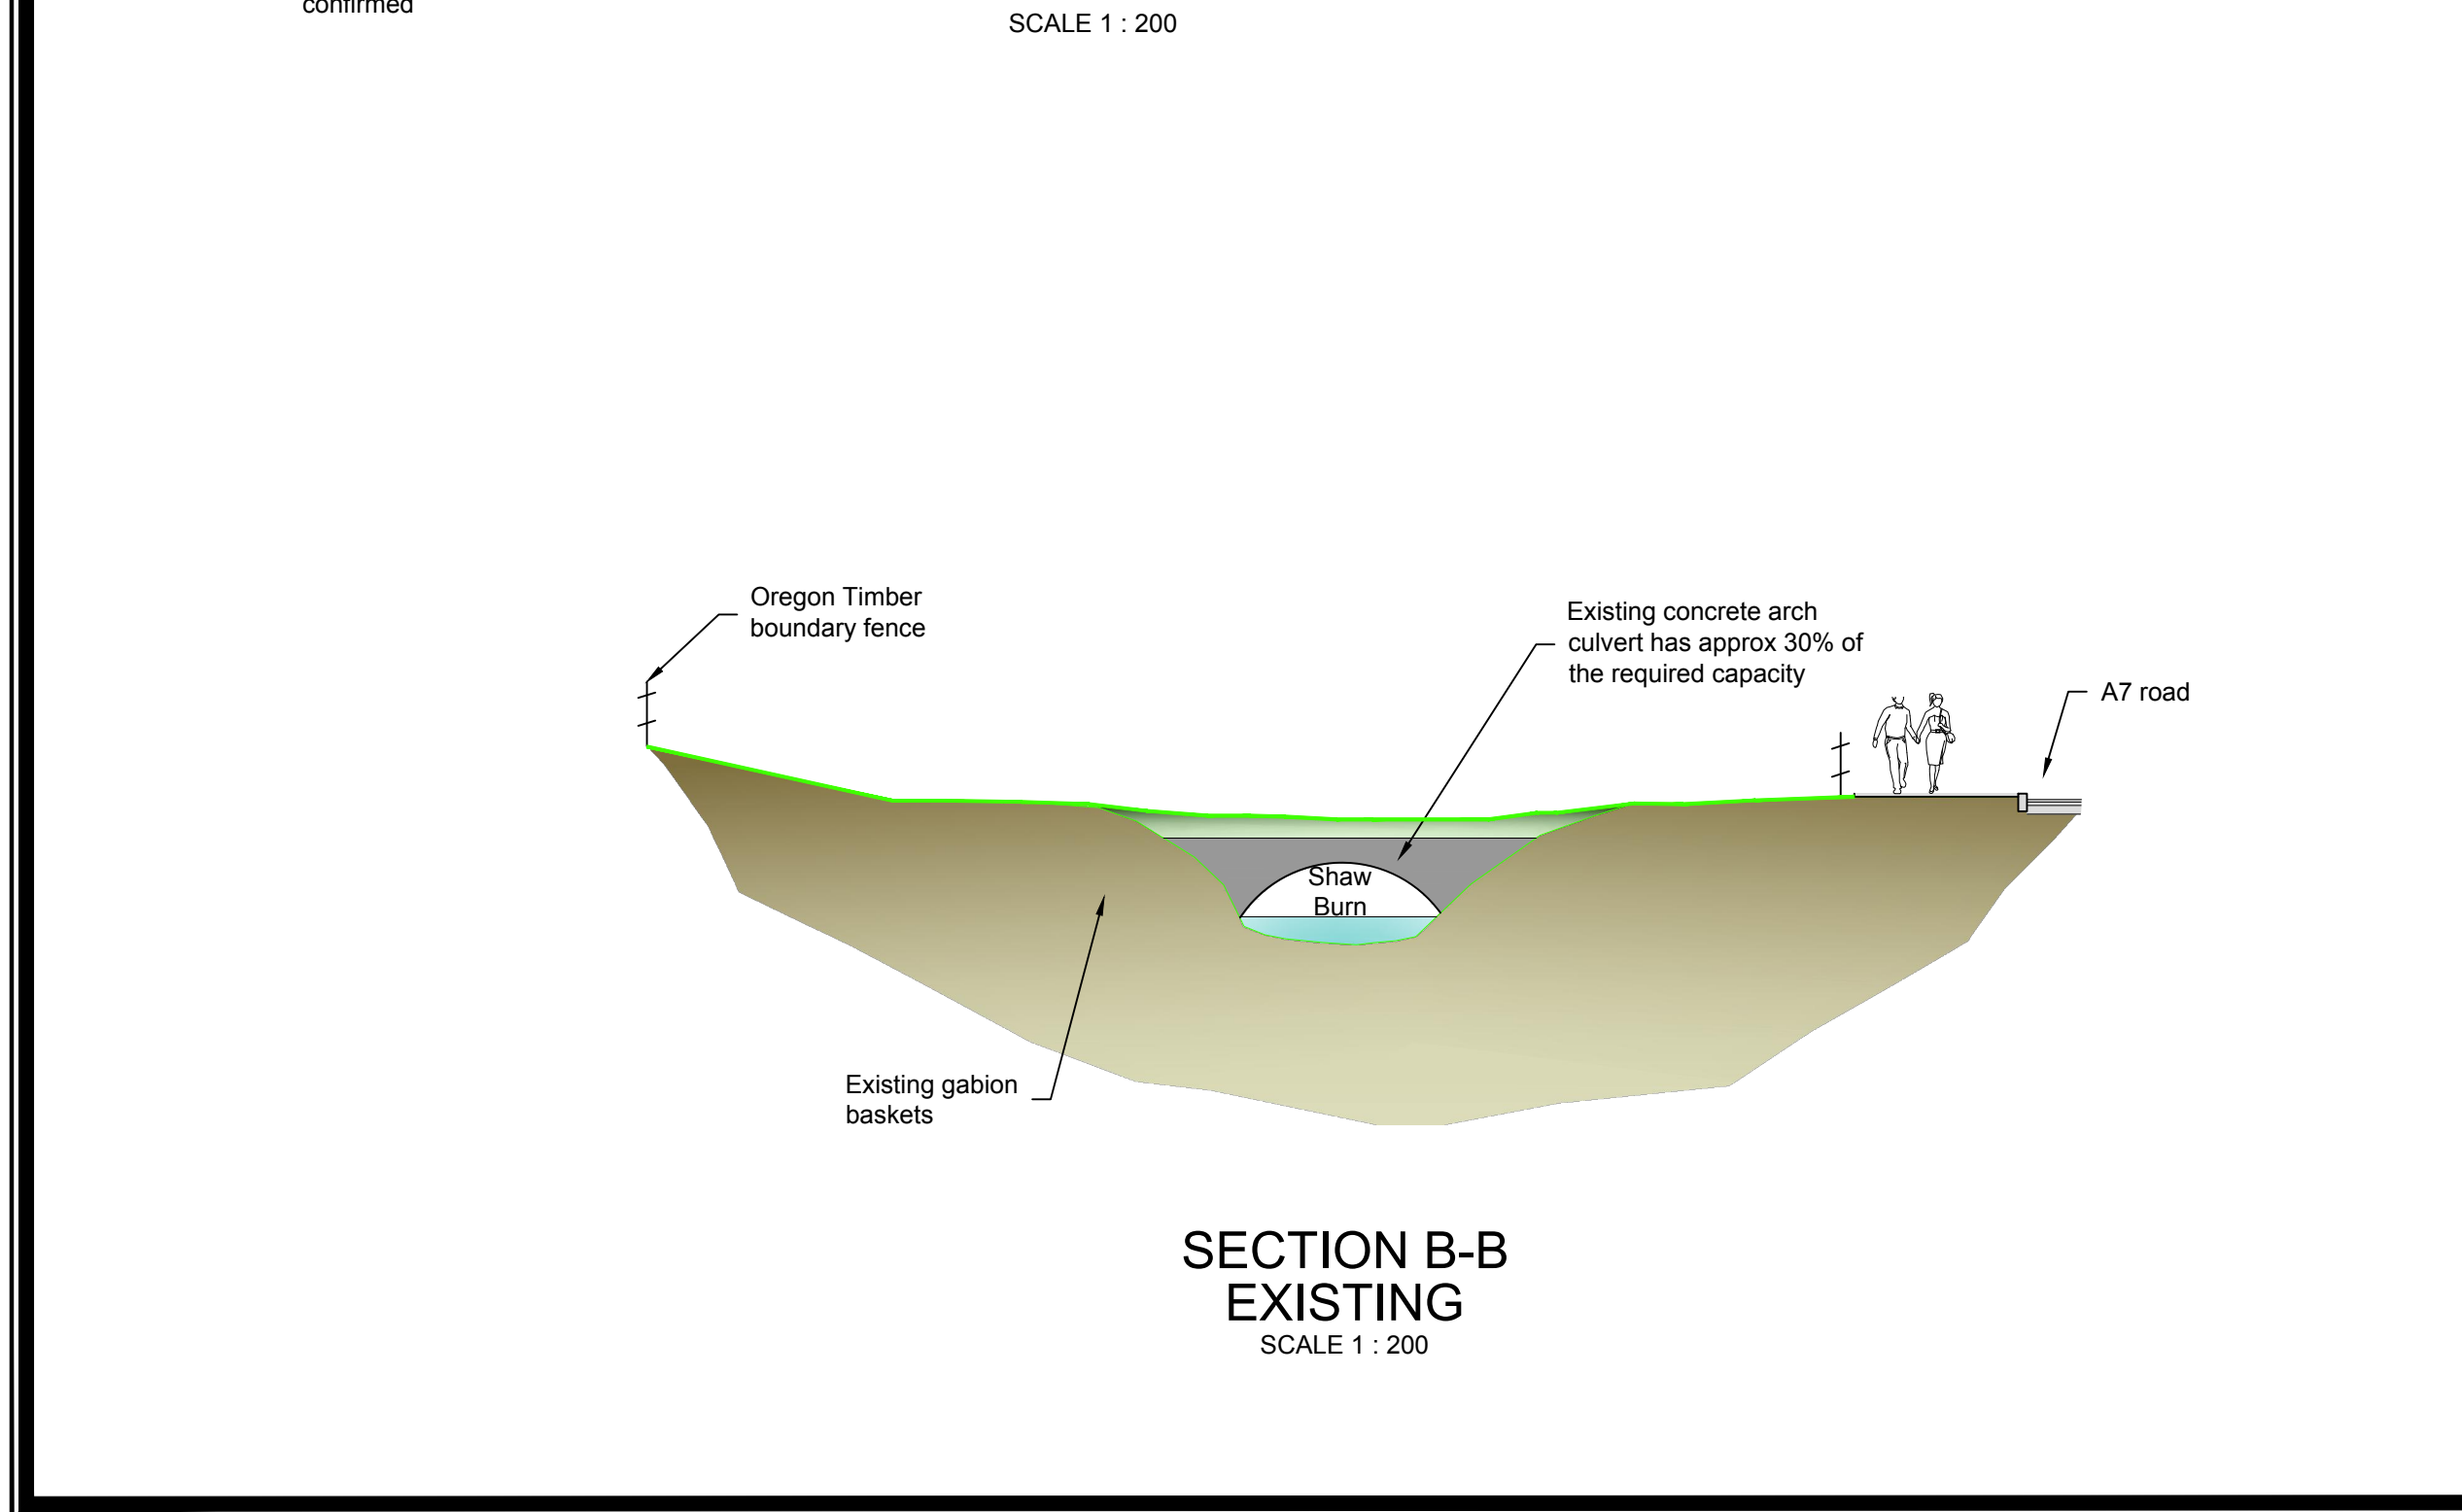 confirmed
SCALE 1 : 200
Oregon Timber
boundary fence
Existing concrete arch
culvert has approx 30% of
the required capacity
A7 road
Shaw
Burn
Existing gabion
baskets
SECTION B-B
EXISTING
SCALE 1 : 200